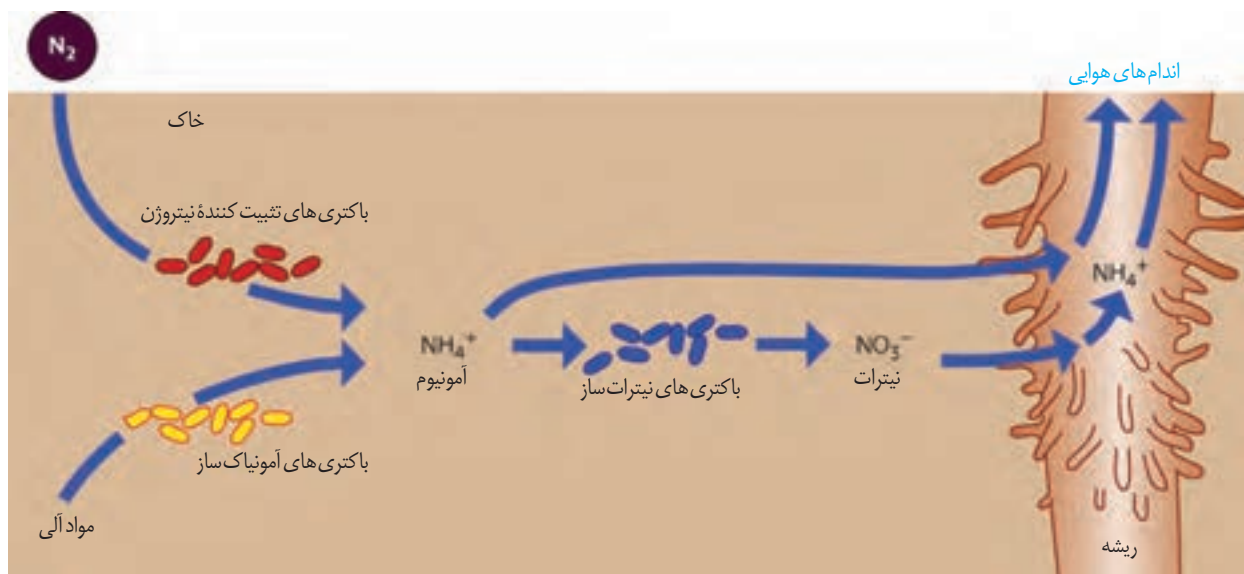 N₂
اندام‌های هوایی
خاک
باکتری‌های تثبیت کنندهٔ نیتروژن
NH₄⁺
NH₄⁺
آمونیوم
باکتری‌های نیترات‌ساز
NO₃⁻
نیترات
باکتری‌های آمونیاک‌ساز
مواد آلی
ریشه